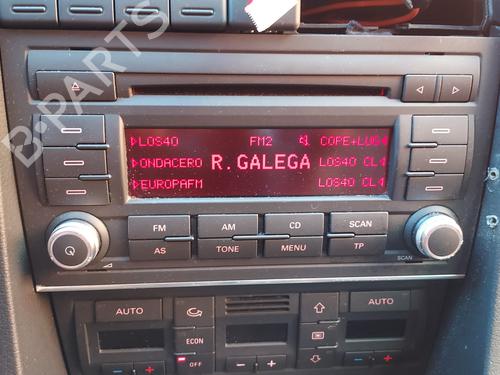 LOS40 FM2 COPE+LUG
ONDACERO R.GALEGA LOS40 CL
EUROPAFM LOS40 CL
FM AM CD SCAN
AS TONE MENU TP
SCAN
AUTO AUTO
ECON
OFF
B-PARTS